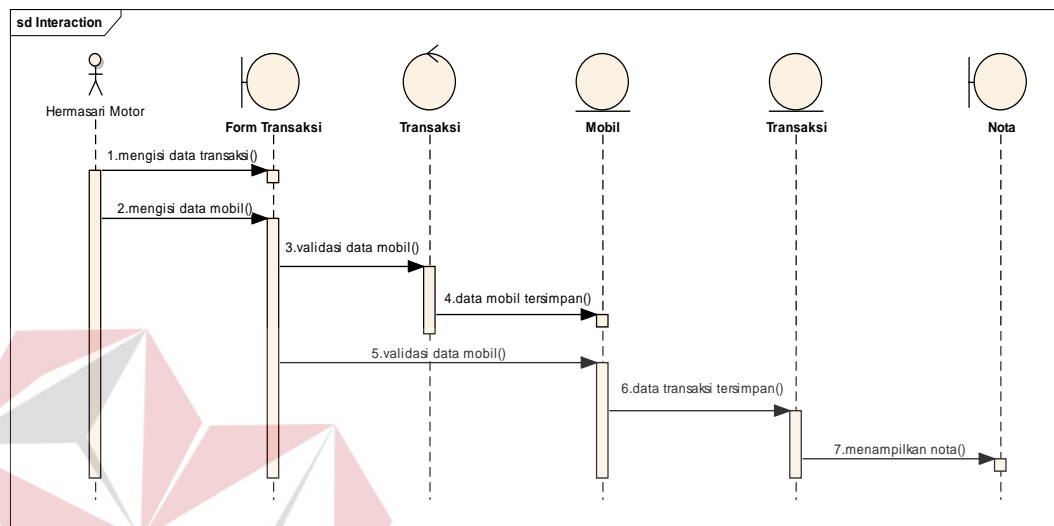 sd Interaction
Hermasari Motor
Form Transaksi
Transaksi
Mobil
Transaksi
Nota
1.mengisi data transaksi()
2.mengisi data mobil()
3.validasi data mobil()
4.data mobil tersimpan()
5.validasi data mobil()
6.data transaksi tersimpan()
7.menampilkan nota()